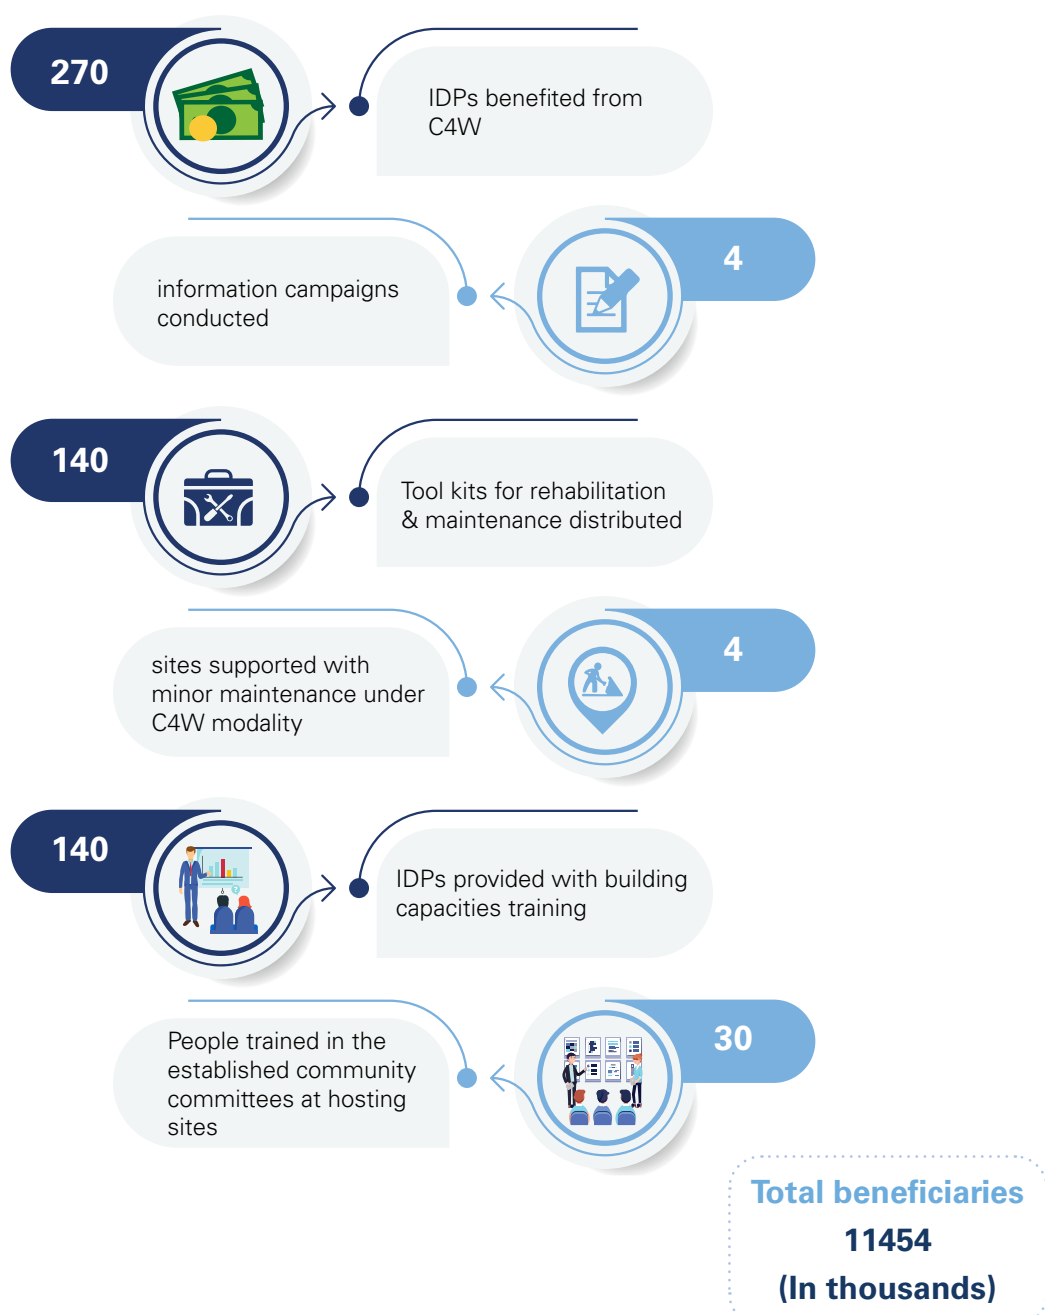 270
IDPs benefited from
C4W
4
information campaigns
conducted
140
Tool kits for rehabilitation
& maintenance distributed
4
sites supported with
minor maintenance under
C4W modality
140
IDPs provided with building
capacities training
?
30
People trained in the
established community
committees at hosting
sites
Total beneficiaries
11454
(In thousands)